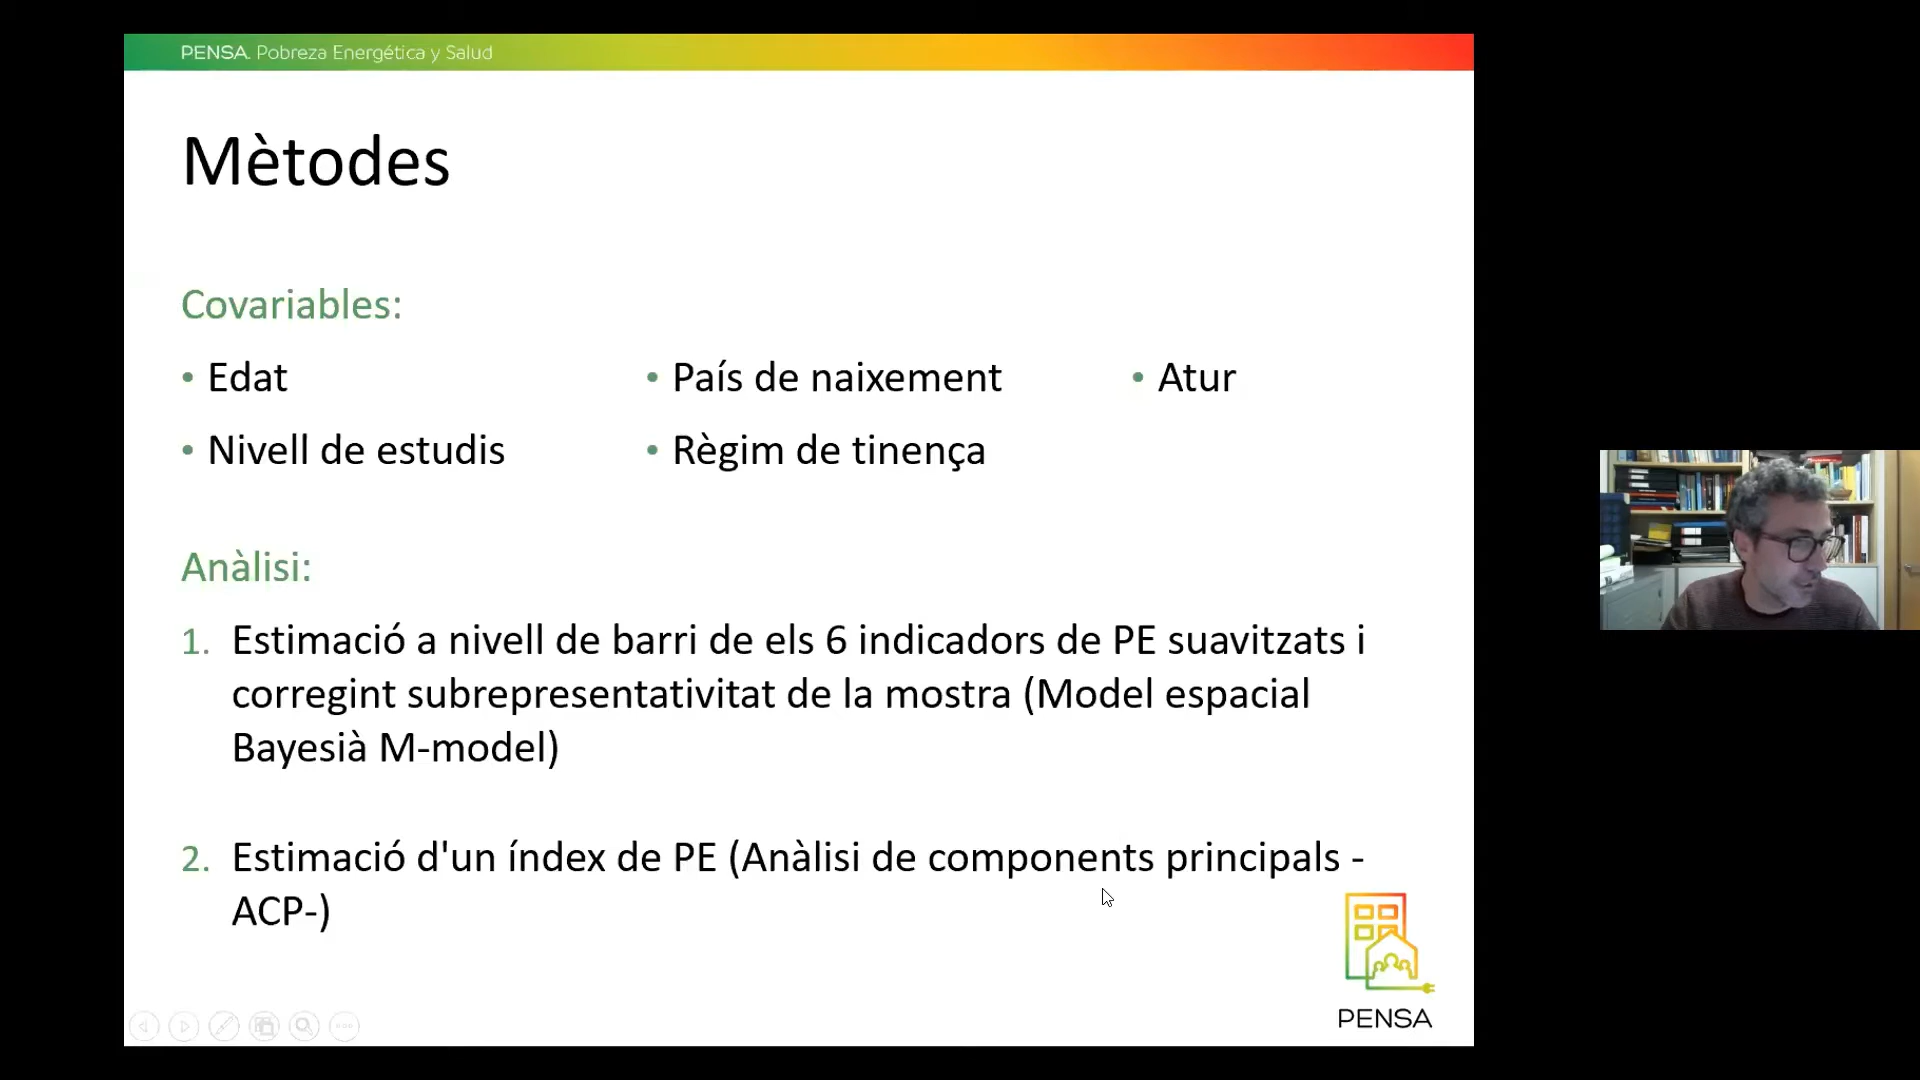 PENSA. Pobreza Energética y Salud
Mètodes
Covariables:
• Edat
• País de naixement
• Atur
• Nivell de estudis
• Règim de tinença
Anàlisi:
1. Estimació a nivell de barri de els 6 indicadors de PE suavitzats i
corregint subrepresentativitat de la mostra (Model espacial
Bayesià M-model)
2. Estimació d'un índex de PE (Anàlisi de components principals -
ACP-)
PENSA